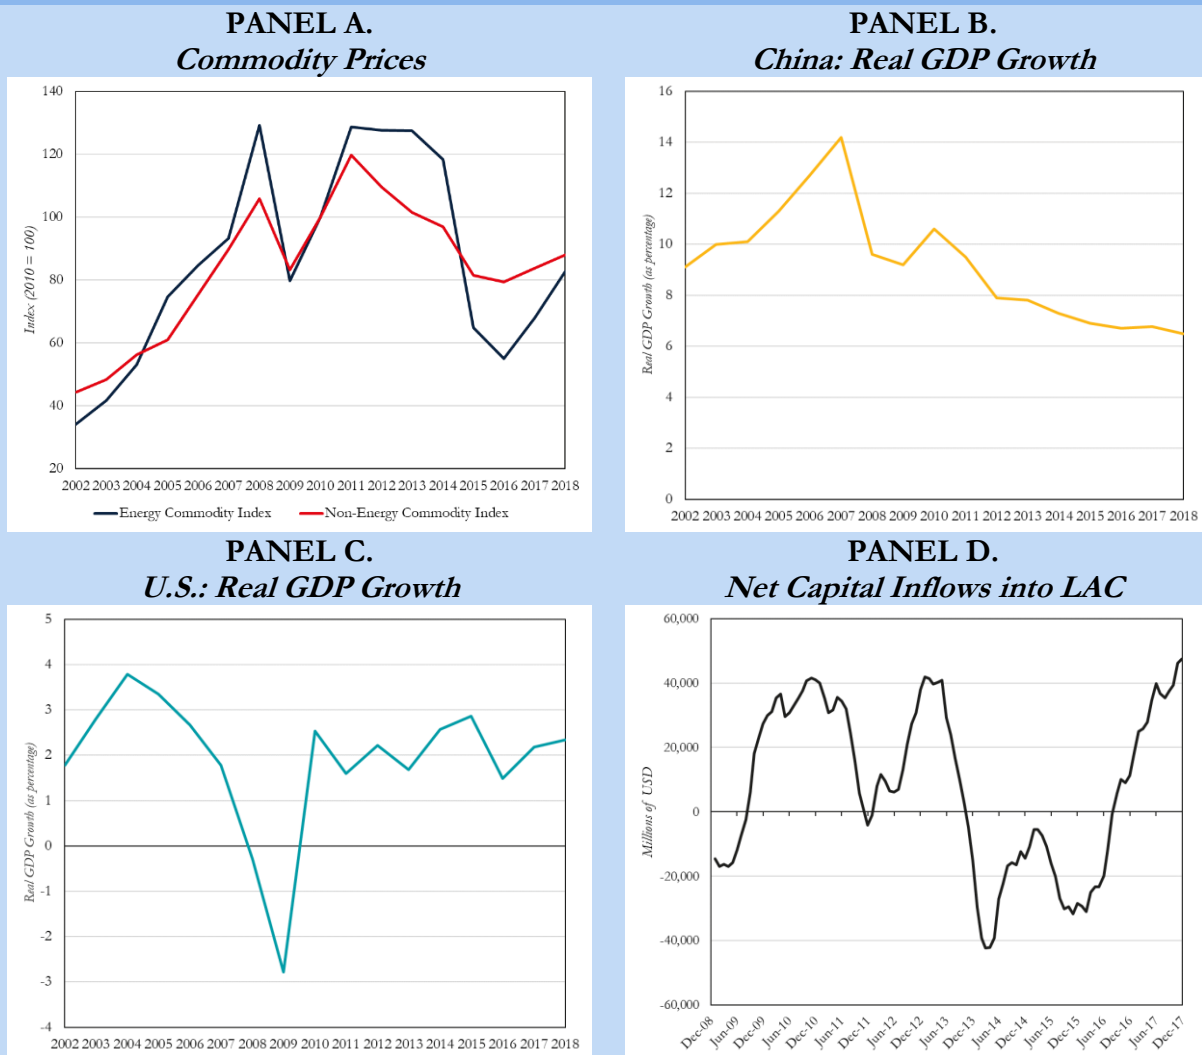 PANEL A.
Commodity Prices
140
120
100
80
60
40
20
Index (2010 = 100)
2002 2003 2004 2005 2006 2007 2008 2009 2010 2011 2012 2013 2014 2015 2016 2017 2018
Energy Commodity Index Non-Energy Commodity Index
PANEL B.
China: Real GDP Growth
16
14
12
10
8
6
4
2
0
Real GDP Growth (as percentage)
2002 2003 2004 2005 2006 2007 2008 2009 2010 2011 2012 2013 2014 2015 2016 2017 2018
PANEL C.
U.S.: Real GDP Growth
5
4
3
2
1
0
-1
-2
-3
-4
Real GDP Growth (as percentage)
2002 2003 2004 2005 2006 2007 2008 2009 2010 2011 2012 2013 2014 2015 2016 2017 2018
PANEL D.
Net Capital Inflows into LAC
60,000
40,000
20,000
0
-20,000
-40,000
-60,000
Millions of USD
Dec-08 Jun-09 Dec-09 Jun-10 Dec-10 Jun-11 Dec-11 Jun-12 Dec-12 Jun-13 Dec-13 Jun-14 Dec-14 Jun-15 Dec-15 Jun-16 Dec-16 Jun-17 Dec-17